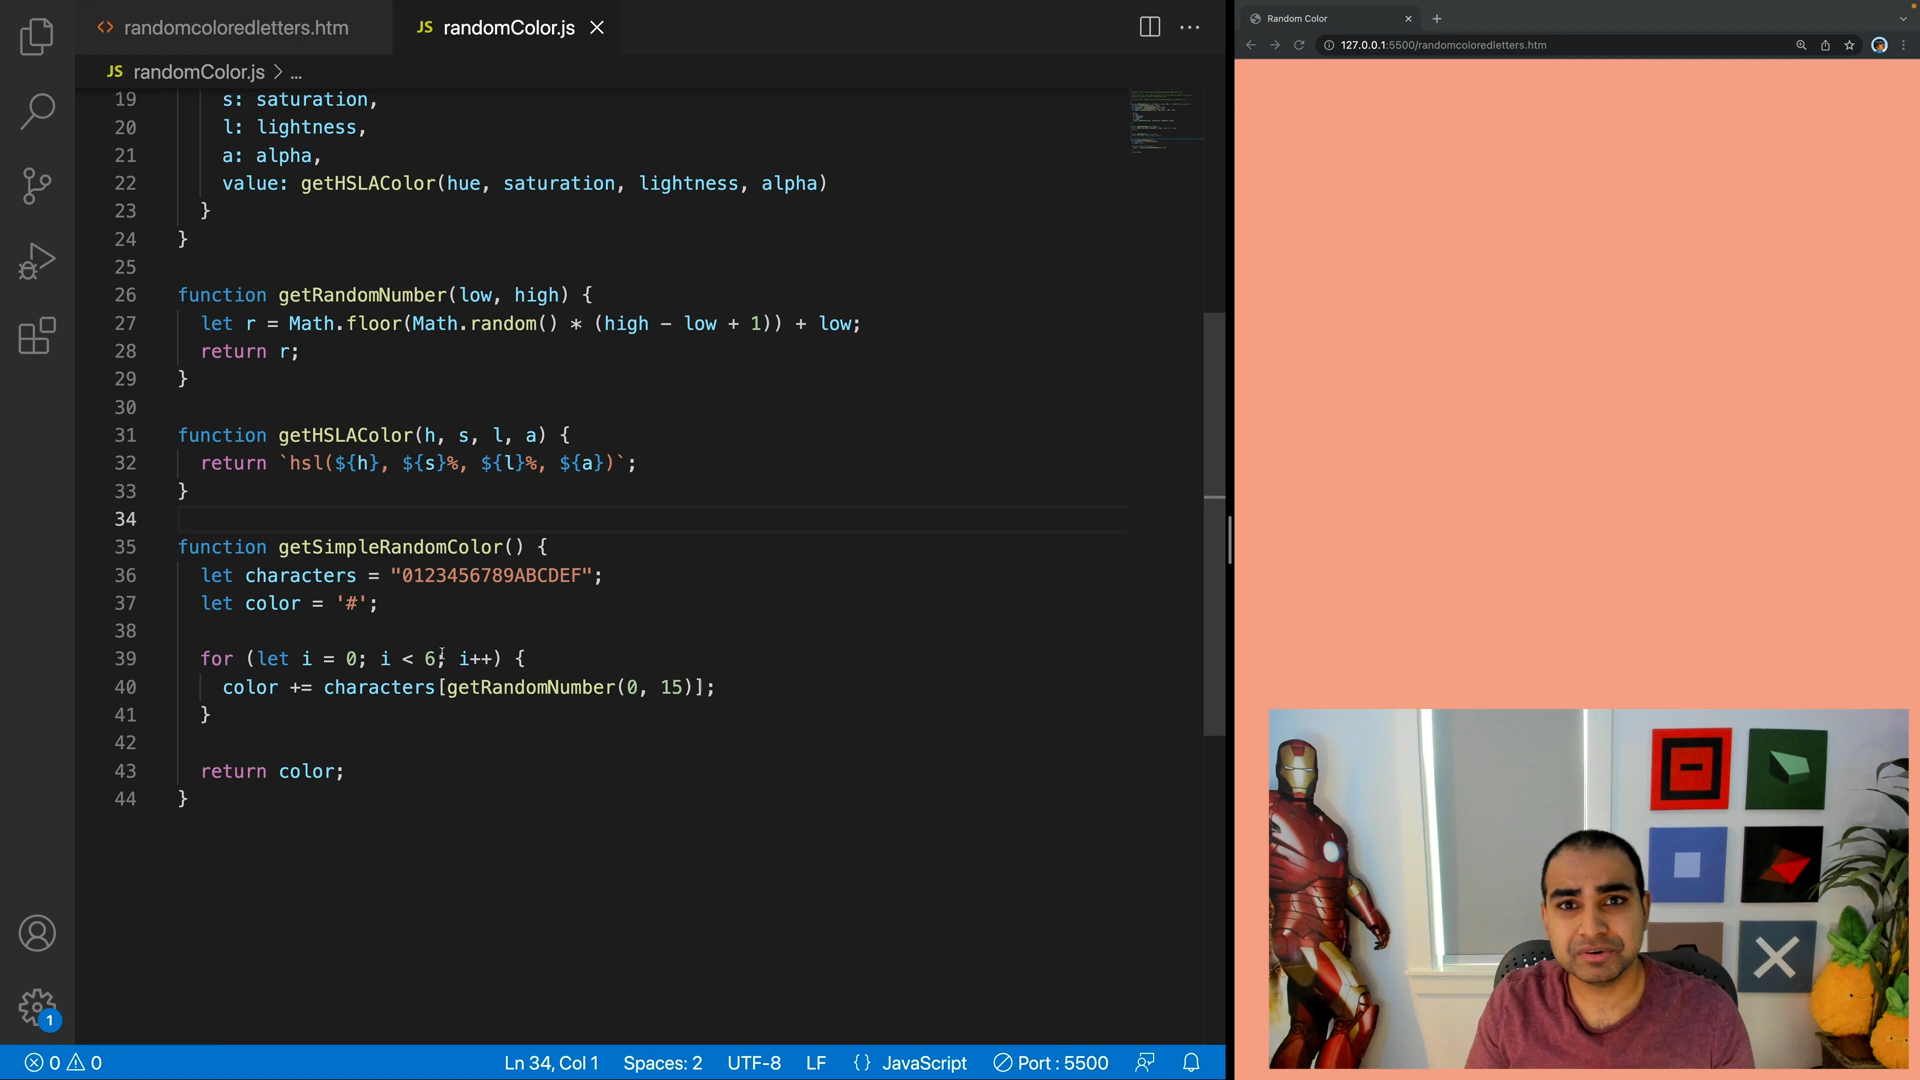 randomcoloredletters.htm
JS randomColor.js
JS randomColor.js > ...
19 s: saturation,
20 l: lightness,
21 a: alpha,
22 value: getHSLAColor(hue, saturation, lightness, alpha)
23 }
24 }
25
26 function getRandomNumber(low, high) {
27 let r = Math.floor(Math.random() * (high - low + 1)) + low;
28 return r;
29 }
30
31 function getHSLAColor(h, s, l, a) {
32 return `hsl(${h}, ${s}%, ${l}%, ${a})`;
33 }
34
35 function getSimpleRandomColor() {
36 let characters = "0123456789ABCDEF";
37 let color = '#';
38
39 for (let i = 0; i < 6; i++) {
40 color += characters[getRandomNumber(0, 15)];
41 }
42
43 return color;
44 }
1
0 0
Ln 34, Col 1
Spaces: 2
UTF-8
LF
{} JavaScript
Port : 5500
Random Color
127.0.0.1:5500/randomcoloredletters.htm